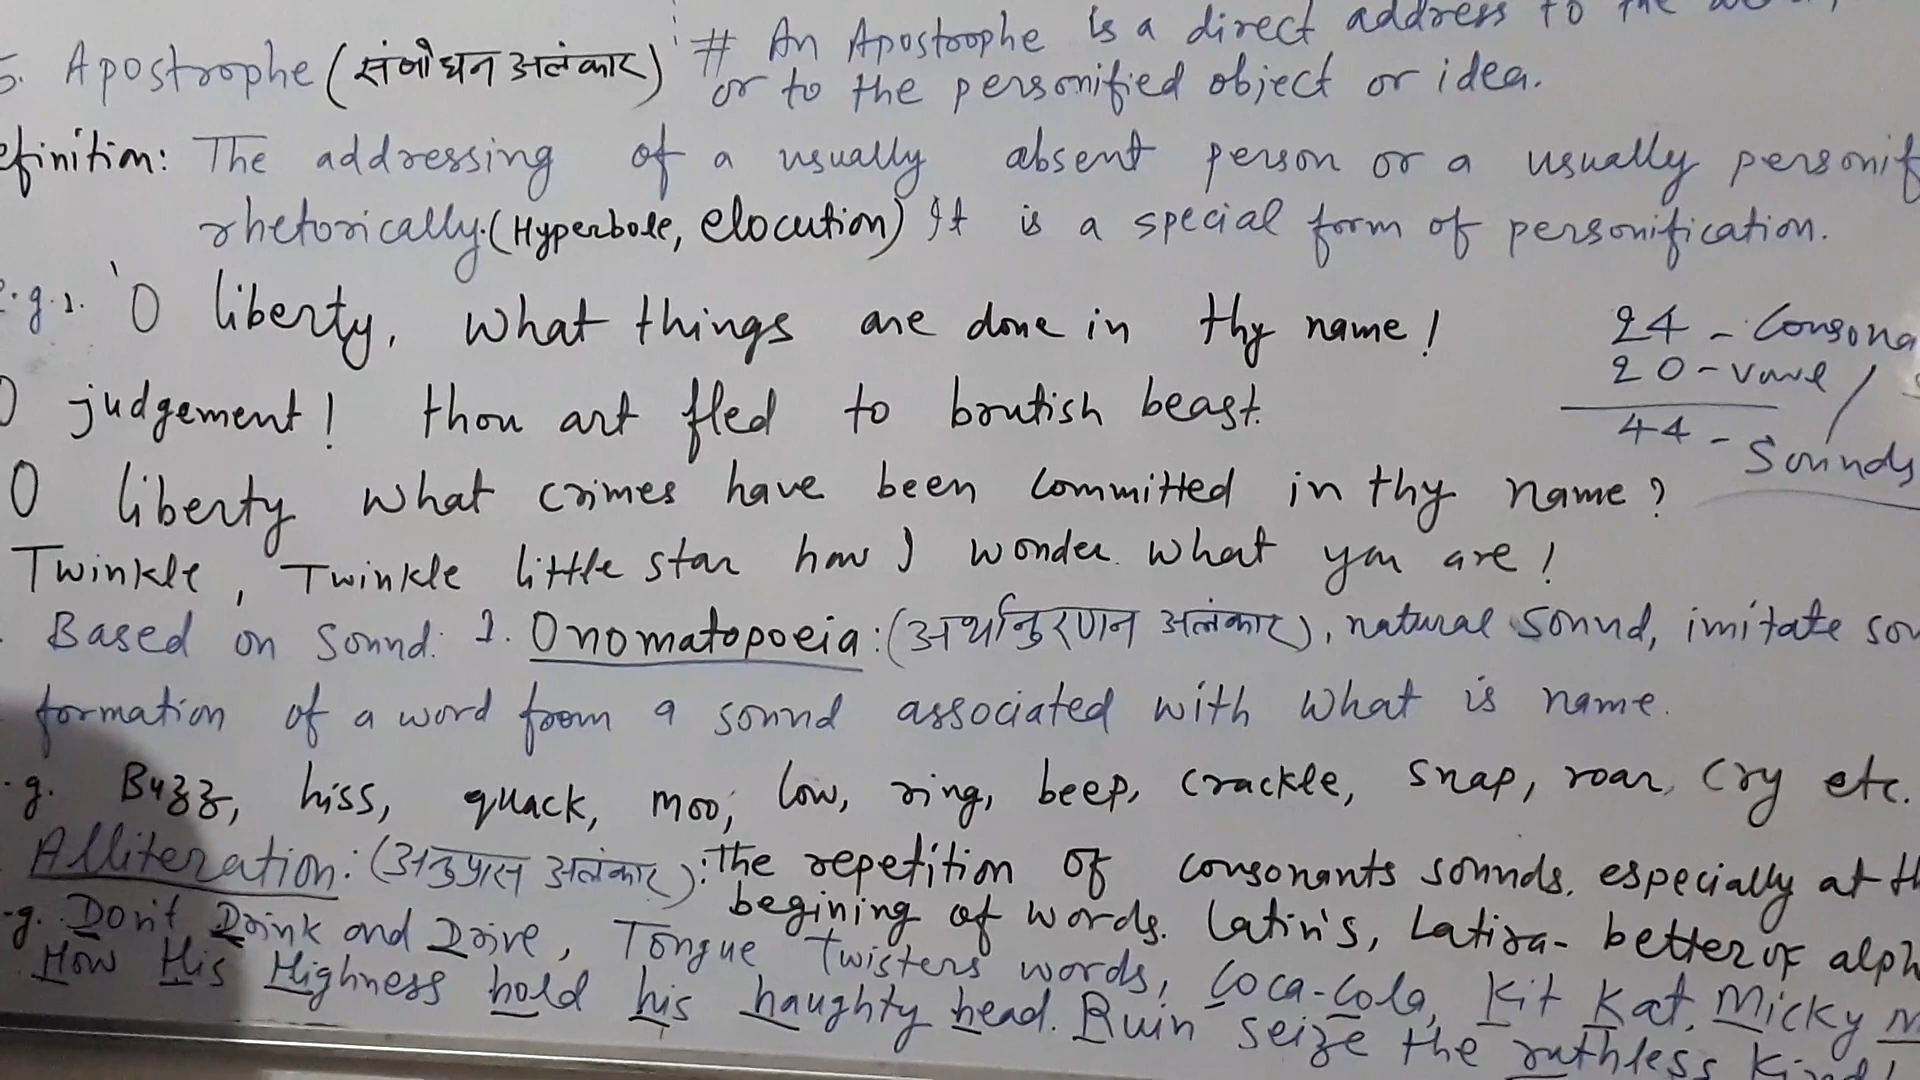 5. Apostrophe (संबोधन अलंकार) # An Apostrophe is a direct address to the
or to the personified object or idea.
efinition: The addressing of a usually absent person or a usually personif
rhetorically. (Hyperbole, elocution) It is a special form of personification.
e.g 1. 'O liberty, what things are done in thy name!
O judgement! thou art fled to brutish beast.
O liberty what crimes have been committed in thy name?
Twinkle, Twinkle little star how I wonder what you are!
24 - Consona
20 - Vowel
44 - Sounds
Based on Sound: 1. Onomatopoeia: (अर्थानुरणन अलंकार), natural sound, imitate sou
formation of a word from a sound associated with what is name.
.g. Buzz, hiss, quack, moo, low, ring, beep, crackle, snap, roar, cry etc.
Alliteration: (अनुप्रास अलंकार): The repetition of consonants sounds. especially at th
begining of words. Latin's, Latira- better of alph
.g. Don't Drink and Drive, Tongue Twisters words, Coca-Cola, Kit Kat, Micky M
How His Highness hold his haughty head. Ruin seize the ruthless King!